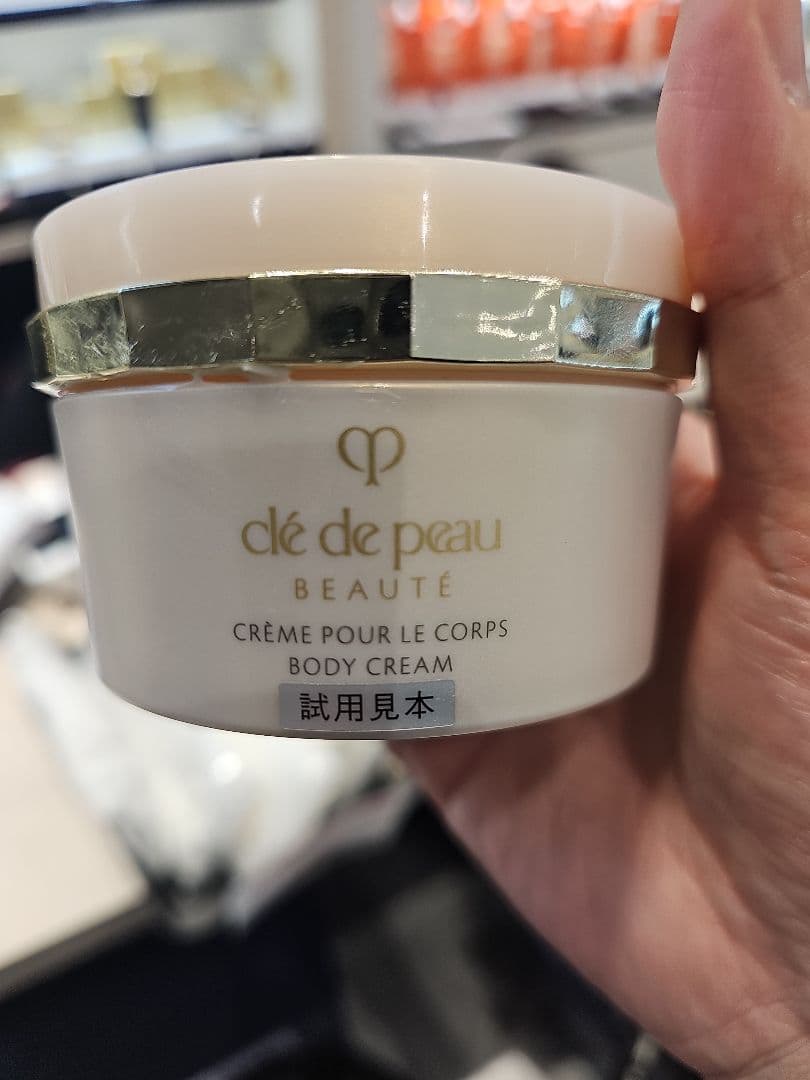 clé de peau
BEAUTÉ
CRÈME POUR LE CORPS
BODY CREAM
試用見本